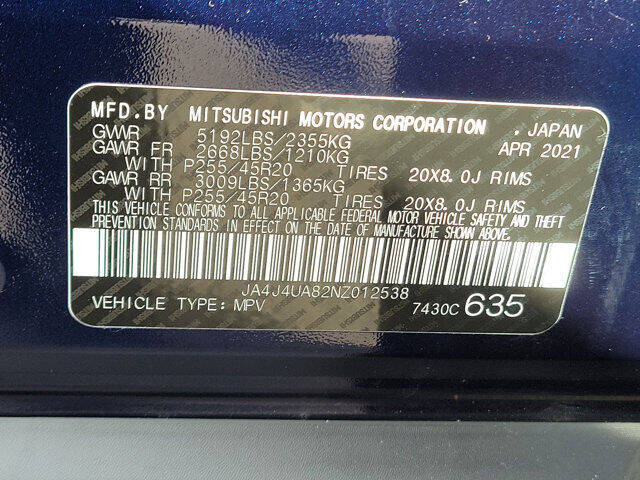 MFD.BY MITSUBISHI MOTORS CORPORATION . JAPAN
GVWR 5192LBS/2355KG APR 2021
GAWR FR 2668LBS/1210KG
WITH P255/45R20 TIRES 20X8.0J RIMS
GAWR RR 3009LBS/1365KG
WITH P255/45R20 TIRES 20X8.0J RIMS
THIS VEHICLE CONFORMS TO ALL APPLICABLE FEDERAL MOTOR VEHICLE SAFETY AND THEFT
PREVENTION STANDARDS IN EFFECT ON THE DATE OF MANUFACTURE SHOWN ABOVE.
JA4J4UA82NZ012538
VEHICLE TYPE: MPV 7430C 635